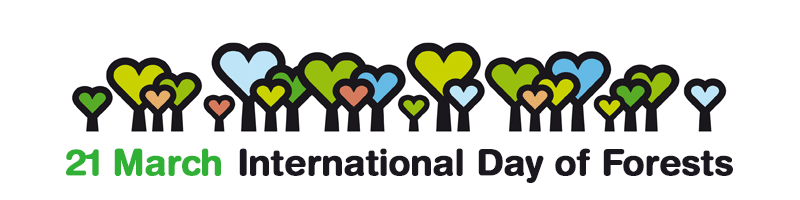 21 March International Day of Forests